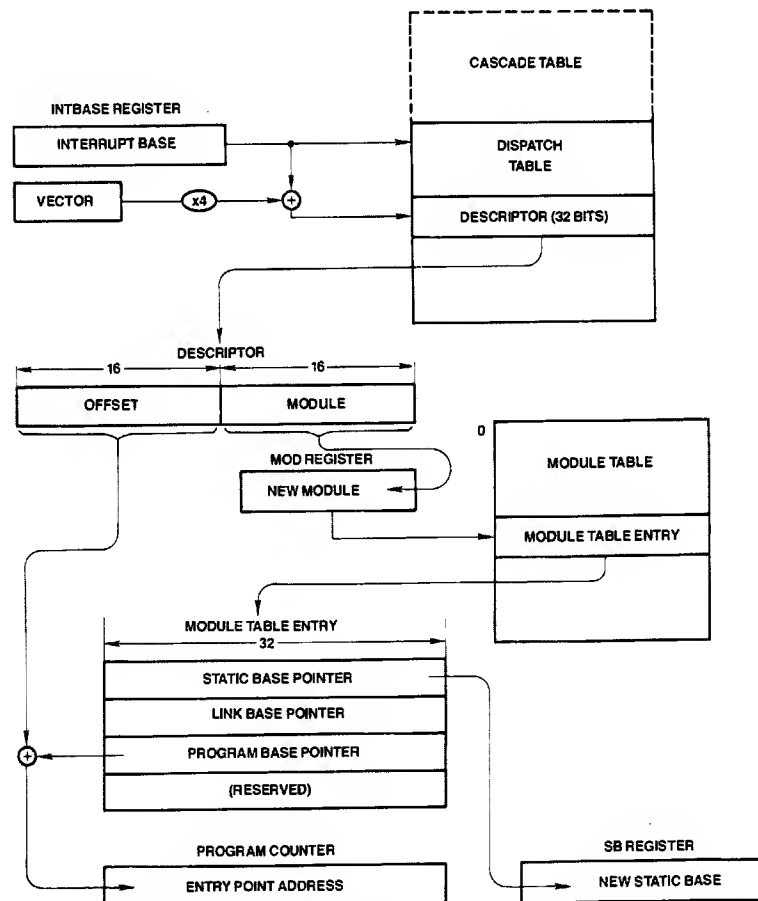 CASCADE TABLE
INTBASE REGISTER
INTERRUPT BASE
DISPATCH
TABLE
VECTOR
x4
+
DESCRIPTOR (32 BITS)
DESCRIPTOR
16
16
OFFSET
MODULE
0
MOD REGISTER
MODULE TABLE
NEW MODULE
MODULE TABLE ENTRY
MODULE TABLE ENTRY
32
STATIC BASE POINTER
LINK BASE POINTER
+
PROGRAM BASE POINTER
(RESERVED)
PROGRAM COUNTER
SB REGISTER
ENTRY POINT ADDRESS
NEW STATIC BASE